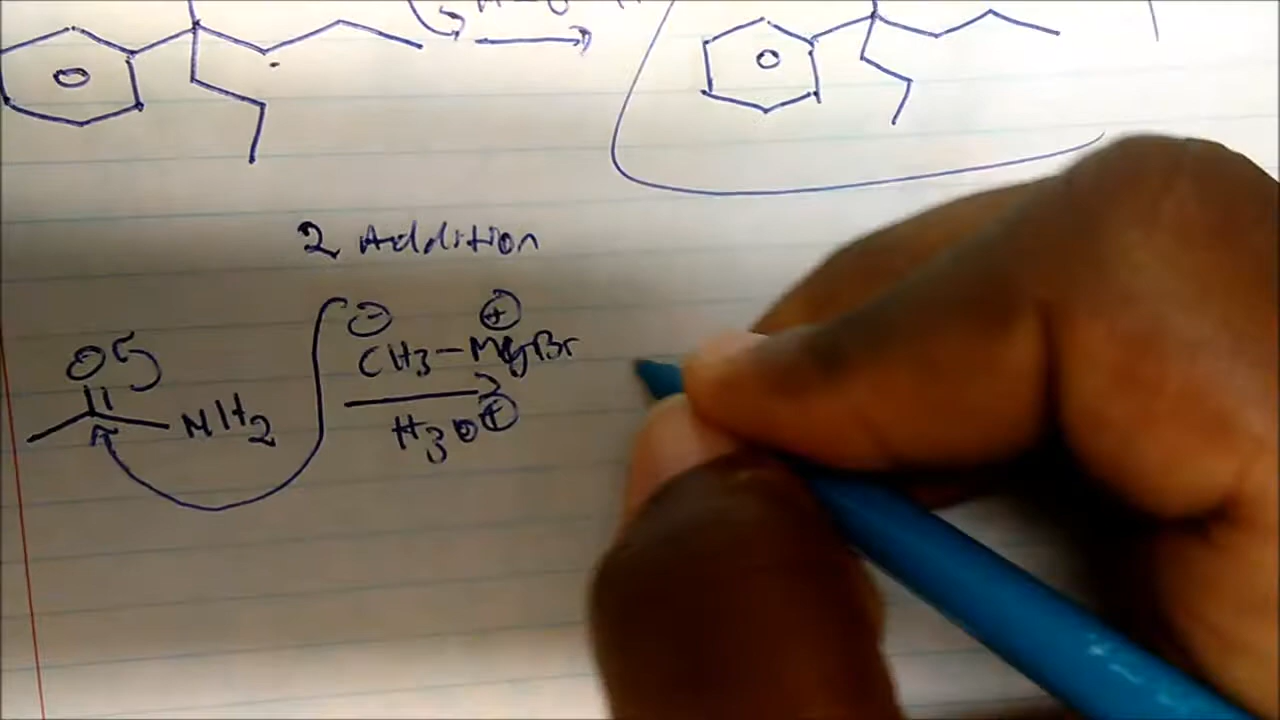 2 Addition
⊖ ⊕
CH3-MgBr
O
NH2
H3O⊕